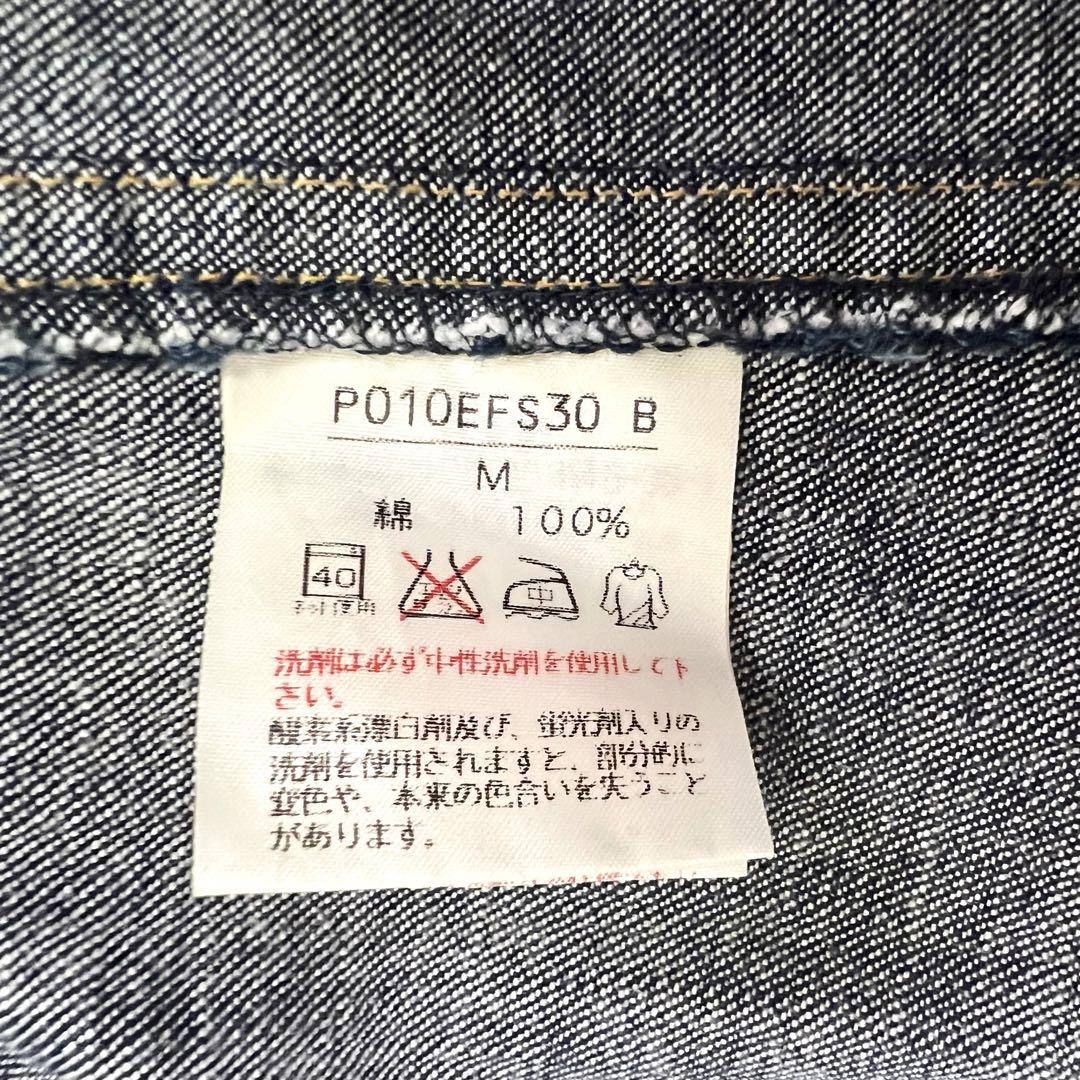 P010EFS30 B
M
綿 100%
40
ネット使用
中
洗剤は必ず中性洗剤を使用して下
さい。
酸素系漂白剤及び、蛍光剤入りの
洗剤を使用されますと、部分的に
変色や、本来の色合いを失うこと
があります。